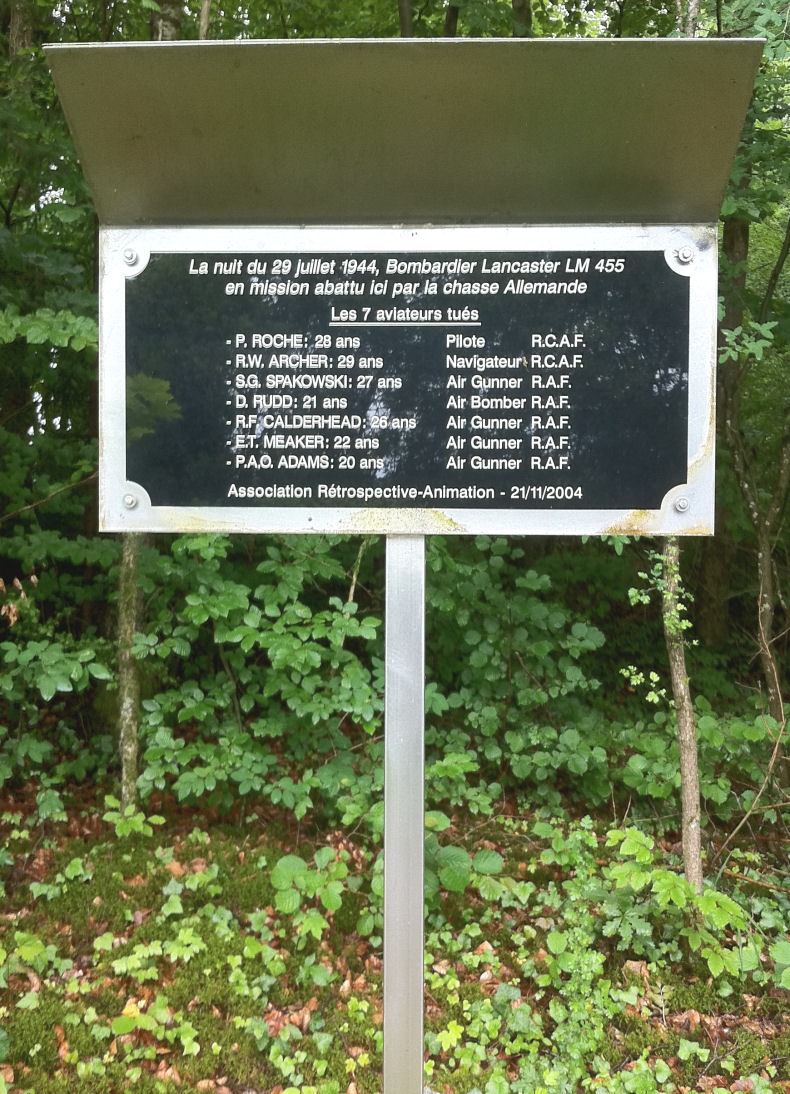 La nuit du 29 juillet 1944, Bombardier Lancaster LM 455
en mission abattu ici par la chasse Allemande
Les 7 aviateurs tués
- P. ROCHE: 28 ans Pilote R.C.A.F.
- R.W. ARCHER: 29 ans Navigateur R.C.A.F.
- S.G. SPAKOWSKI: 27 ans Air Gunner R.A.F.
- D. RUDD: 21 ans Air Bomber R.A.F.
- R.F. CALDERHEAD: 26 ans Air Gunner R.A.F.
- E.T. MEAKER: 22 ans Air Gunner R.A.F.
- P.A.O. ADAMS: 20 ans Air Gunner R.A.F.
Association Rétrospective-Animation - 21/11/2004